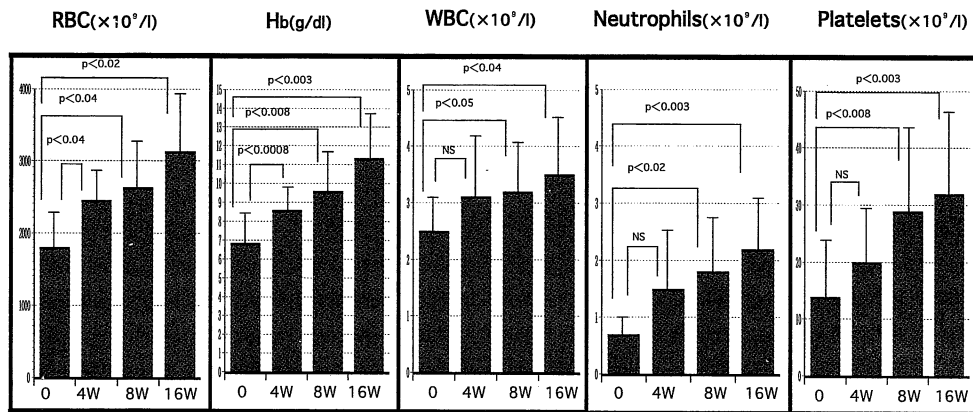 RBC(×10⁹/l)
Hb(g/dl)
WBC(×10⁹/l)
Neutrophils(×10⁹/l)
Platelets(×10⁹/l)
p<0.02
p<0.04
p<0.04
4000
3000
2000
1000
0
0 4W 8W 16W
p<0.003
p<0.008
p<0.0008
15
14
13
12
11
10
9
8
7
6
5
4
3
2
1
0
0 4W 8W 16W
p<0.04
p<0.05
NS
5
4
3
2
1
0
0 4W 8W 16W
p<0.003
p<0.02
NS
5
4
3
2
1
0
0 4W 8W 16W
p<0.003
p<0.008
NS
50
40
30
20
10
0
0 4W 8W 16W